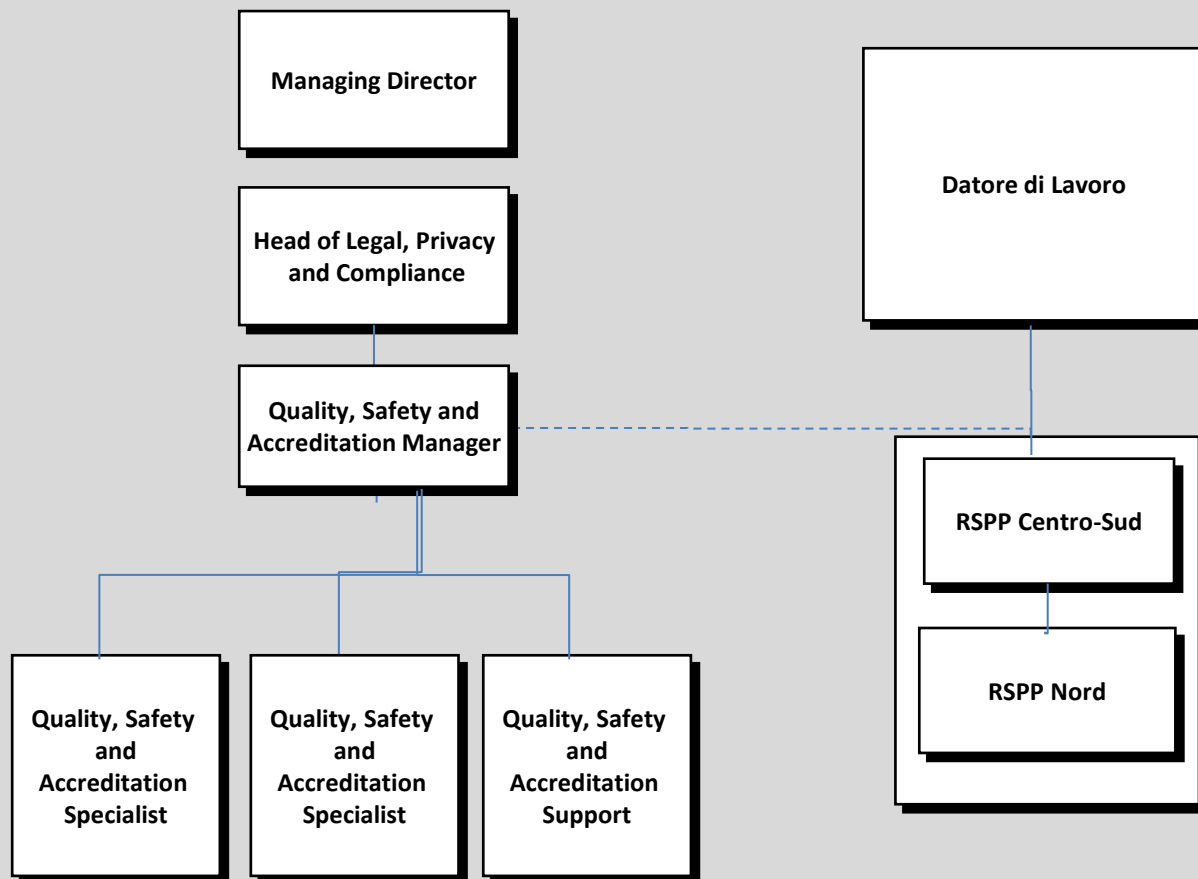 Managing Director
Head of Legal, Privacy
and Compliance
Quality, Safety and
Accreditation Manager
Quality, Safety
and
Accreditation
Specialist
Quality, Safety
and
Accreditation
Specialist
Quality, Safety
and
Accreditation
Support
Datore di Lavoro
RSPP Centro-Sud
RSPP Nord